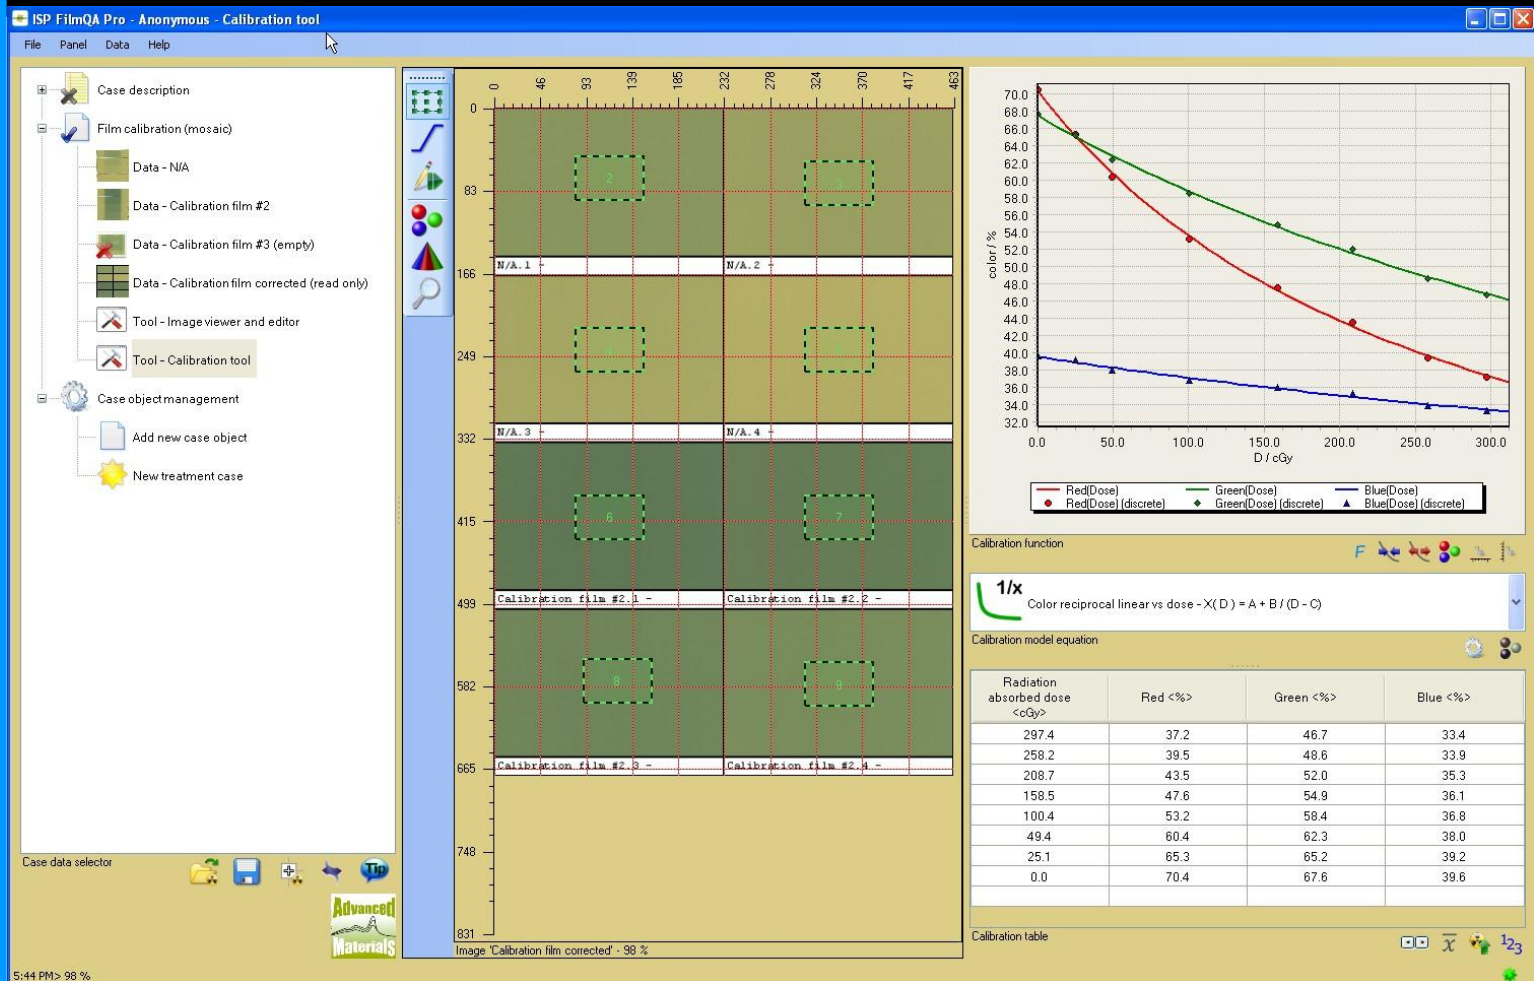 ISP FilmQA Pro - Anonymous - Calibration tool
File Panel Data Help
Case description
Film calibration (mosaic)
Data - N/A
Data - Calibration film #2
Data - Calibration film #3 (empty)
Data - Calibration film corrected (read only)
Tool - Image viewer and editor
Tool - Calibration tool
Case object management
Add new case object
New treatment case
Case data selector
Tip
Advanced
Materials
5:44 PM> 98 %
0 46 93 139 185 232 278 324 370 417 463
0
83
166
249
332
415
499
582
665
748
831
2
N/A.1 - N/A.2 -
N/A.3 - N/A.4 -
6 7
Calibration film #2.1 - Calibration film #2.2 -
8 9
Calibration film #2.3 - Calibration film #2.4 -
Image 'Calibration film corrected' - 98 %
color / %
70.0
68.0
66.0
64.0
62.0
60.0
58.0
56.0
54.0
52.0
50.0
48.0
46.0
44.0
42.0
40.0
38.0
36.0
34.0
32.0
0.0 50.0 100.0 150.0 200.0 250.0 300.0
D / cGy
Red(Dose) Green(Dose) Blue(Dose)
Red(Dose) (discrete) Green(Dose) (discrete) Blue(Dose) (discrete)
Calibration function
F
1/x
Color reciprocal linear vs dose - X( D ) = A + B / (D - C)
Calibration model equation
Radiation absorbed dose <cGy> Red <%> Green <%> Blue <%>
297.4 37.2 46.7 33.4
258.2 39.5 48.6 33.9
208.7 43.5 52.0 35.3
158.5 47.6 54.9 36.1
100.4 53.2 58.4 36.8
49.4 60.4 62.3 38.0
25.1 65.3 65.2 39.2
0.0 70.4 67.6 39.6
Calibration table
x 123